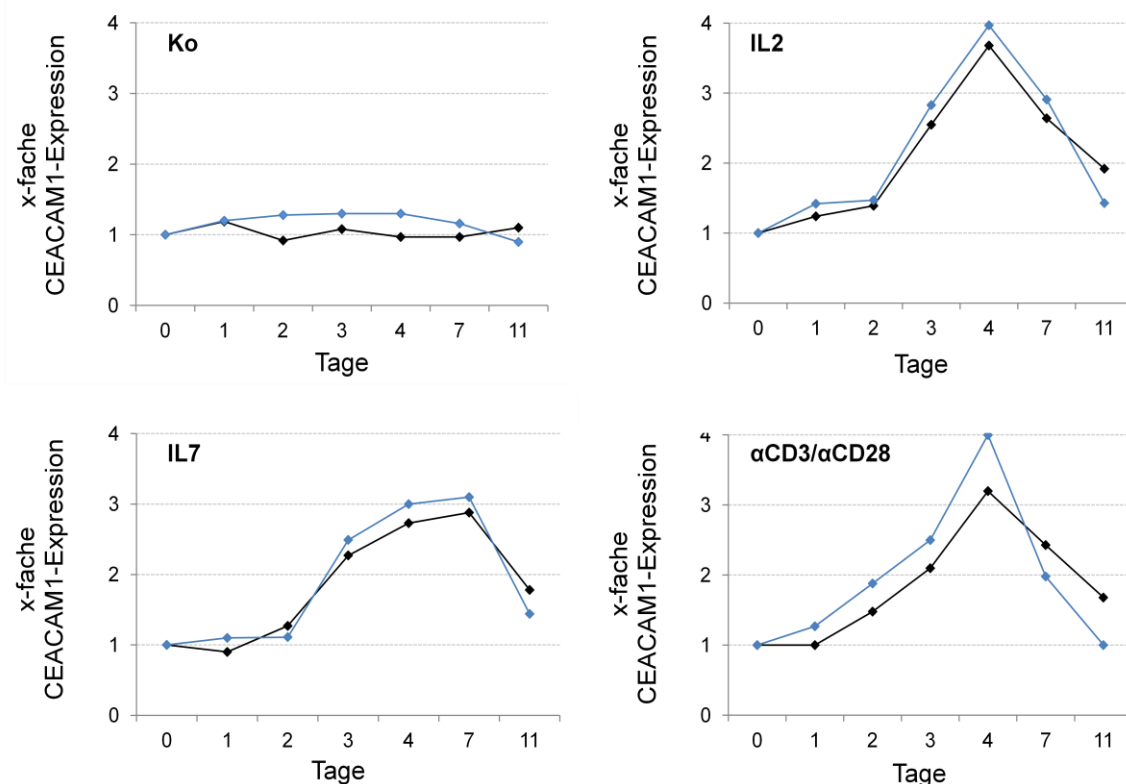 Ko
x-fache
CEACAM1-Expression
4
3
2
1
0
0 1 2 3 4 7 11
Tage
IL2
x-fache
CEACAM1-Expression
4
3
2
1
0
0 1 2 3 4 7 11
Tage
IL7
x-fache
CEACAM1-Expression
4
3
2
1
0
0 1 2 3 4 7 11
Tage
αCD3/αCD28
x-fache
CEACAM1-Expression
4
3
2
1
0
0 1 2 3 4 7 11
Tage